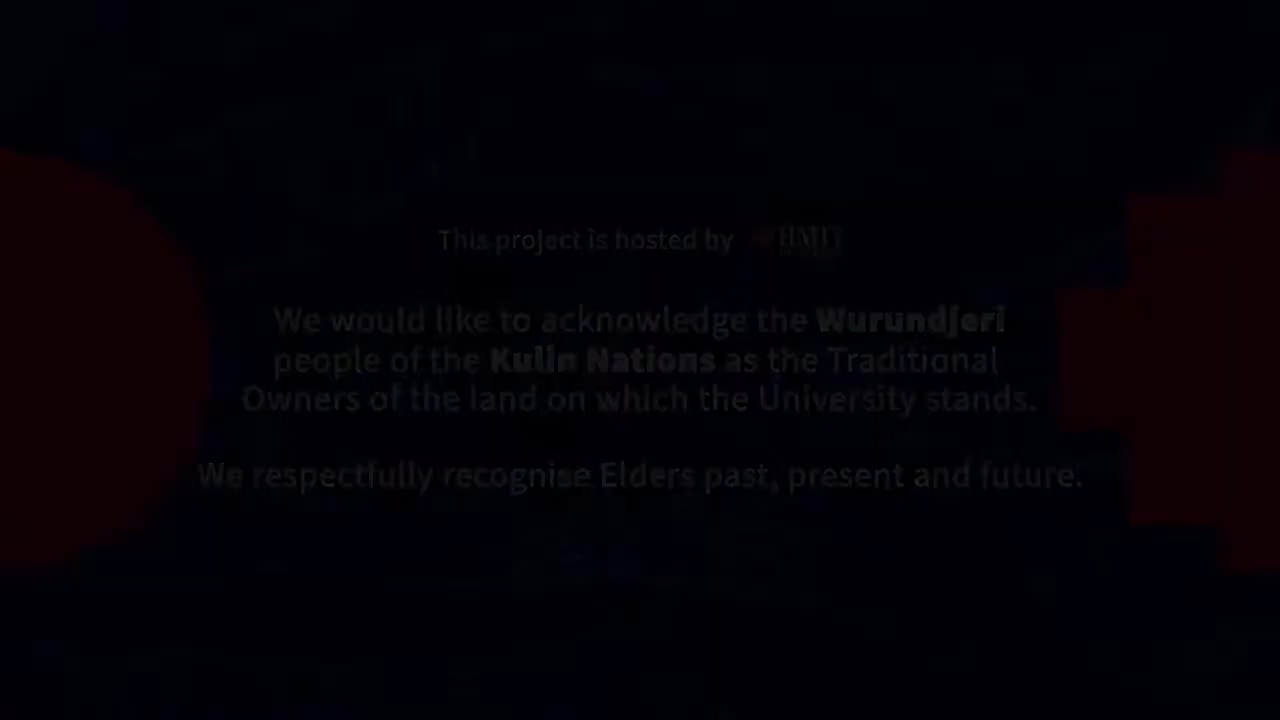 This project is hosted by RMIT
We would like to acknowledge the Wurundjeri
people of the Kulin Nations as the Traditional
Owners of the land on which the University stands.
We respectfully recognise Elders past, present and future.